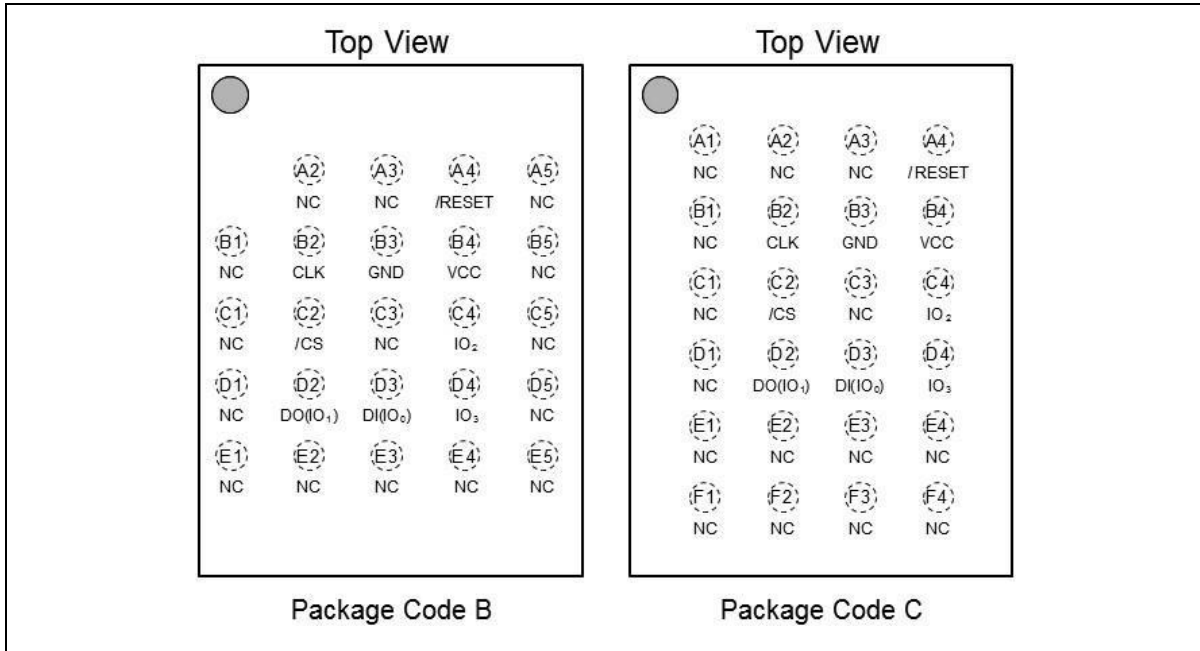 Top View
A2 A3 A4 A5
NC NC /RESET NC
B1 B2 B3 B4 B5
NC CLK GND VCC NC
C1 C2 C3 C4 C5
NC /CS NC IO₂ NC
D1 D2 D3 D4 D5
NC DO(IO₁) DI(IO₀) IO₃ NC
E1 E2 E3 E4 E5
NC NC NC NC NC
Package Code B
Top View
A1 A2 A3 A4
NC NC NC /RESET
B1 B2 B3 B4
NC CLK GND VCC
C1 C2 C3 C4
NC /CS NC IO₂
D1 D2 D3 D4
NC DO(IO₁) DI(IO₀) IO₃
E1 E2 E3 E4
NC NC NC NC
F1 F2 F3 F4
NC NC NC NC
Package Code C